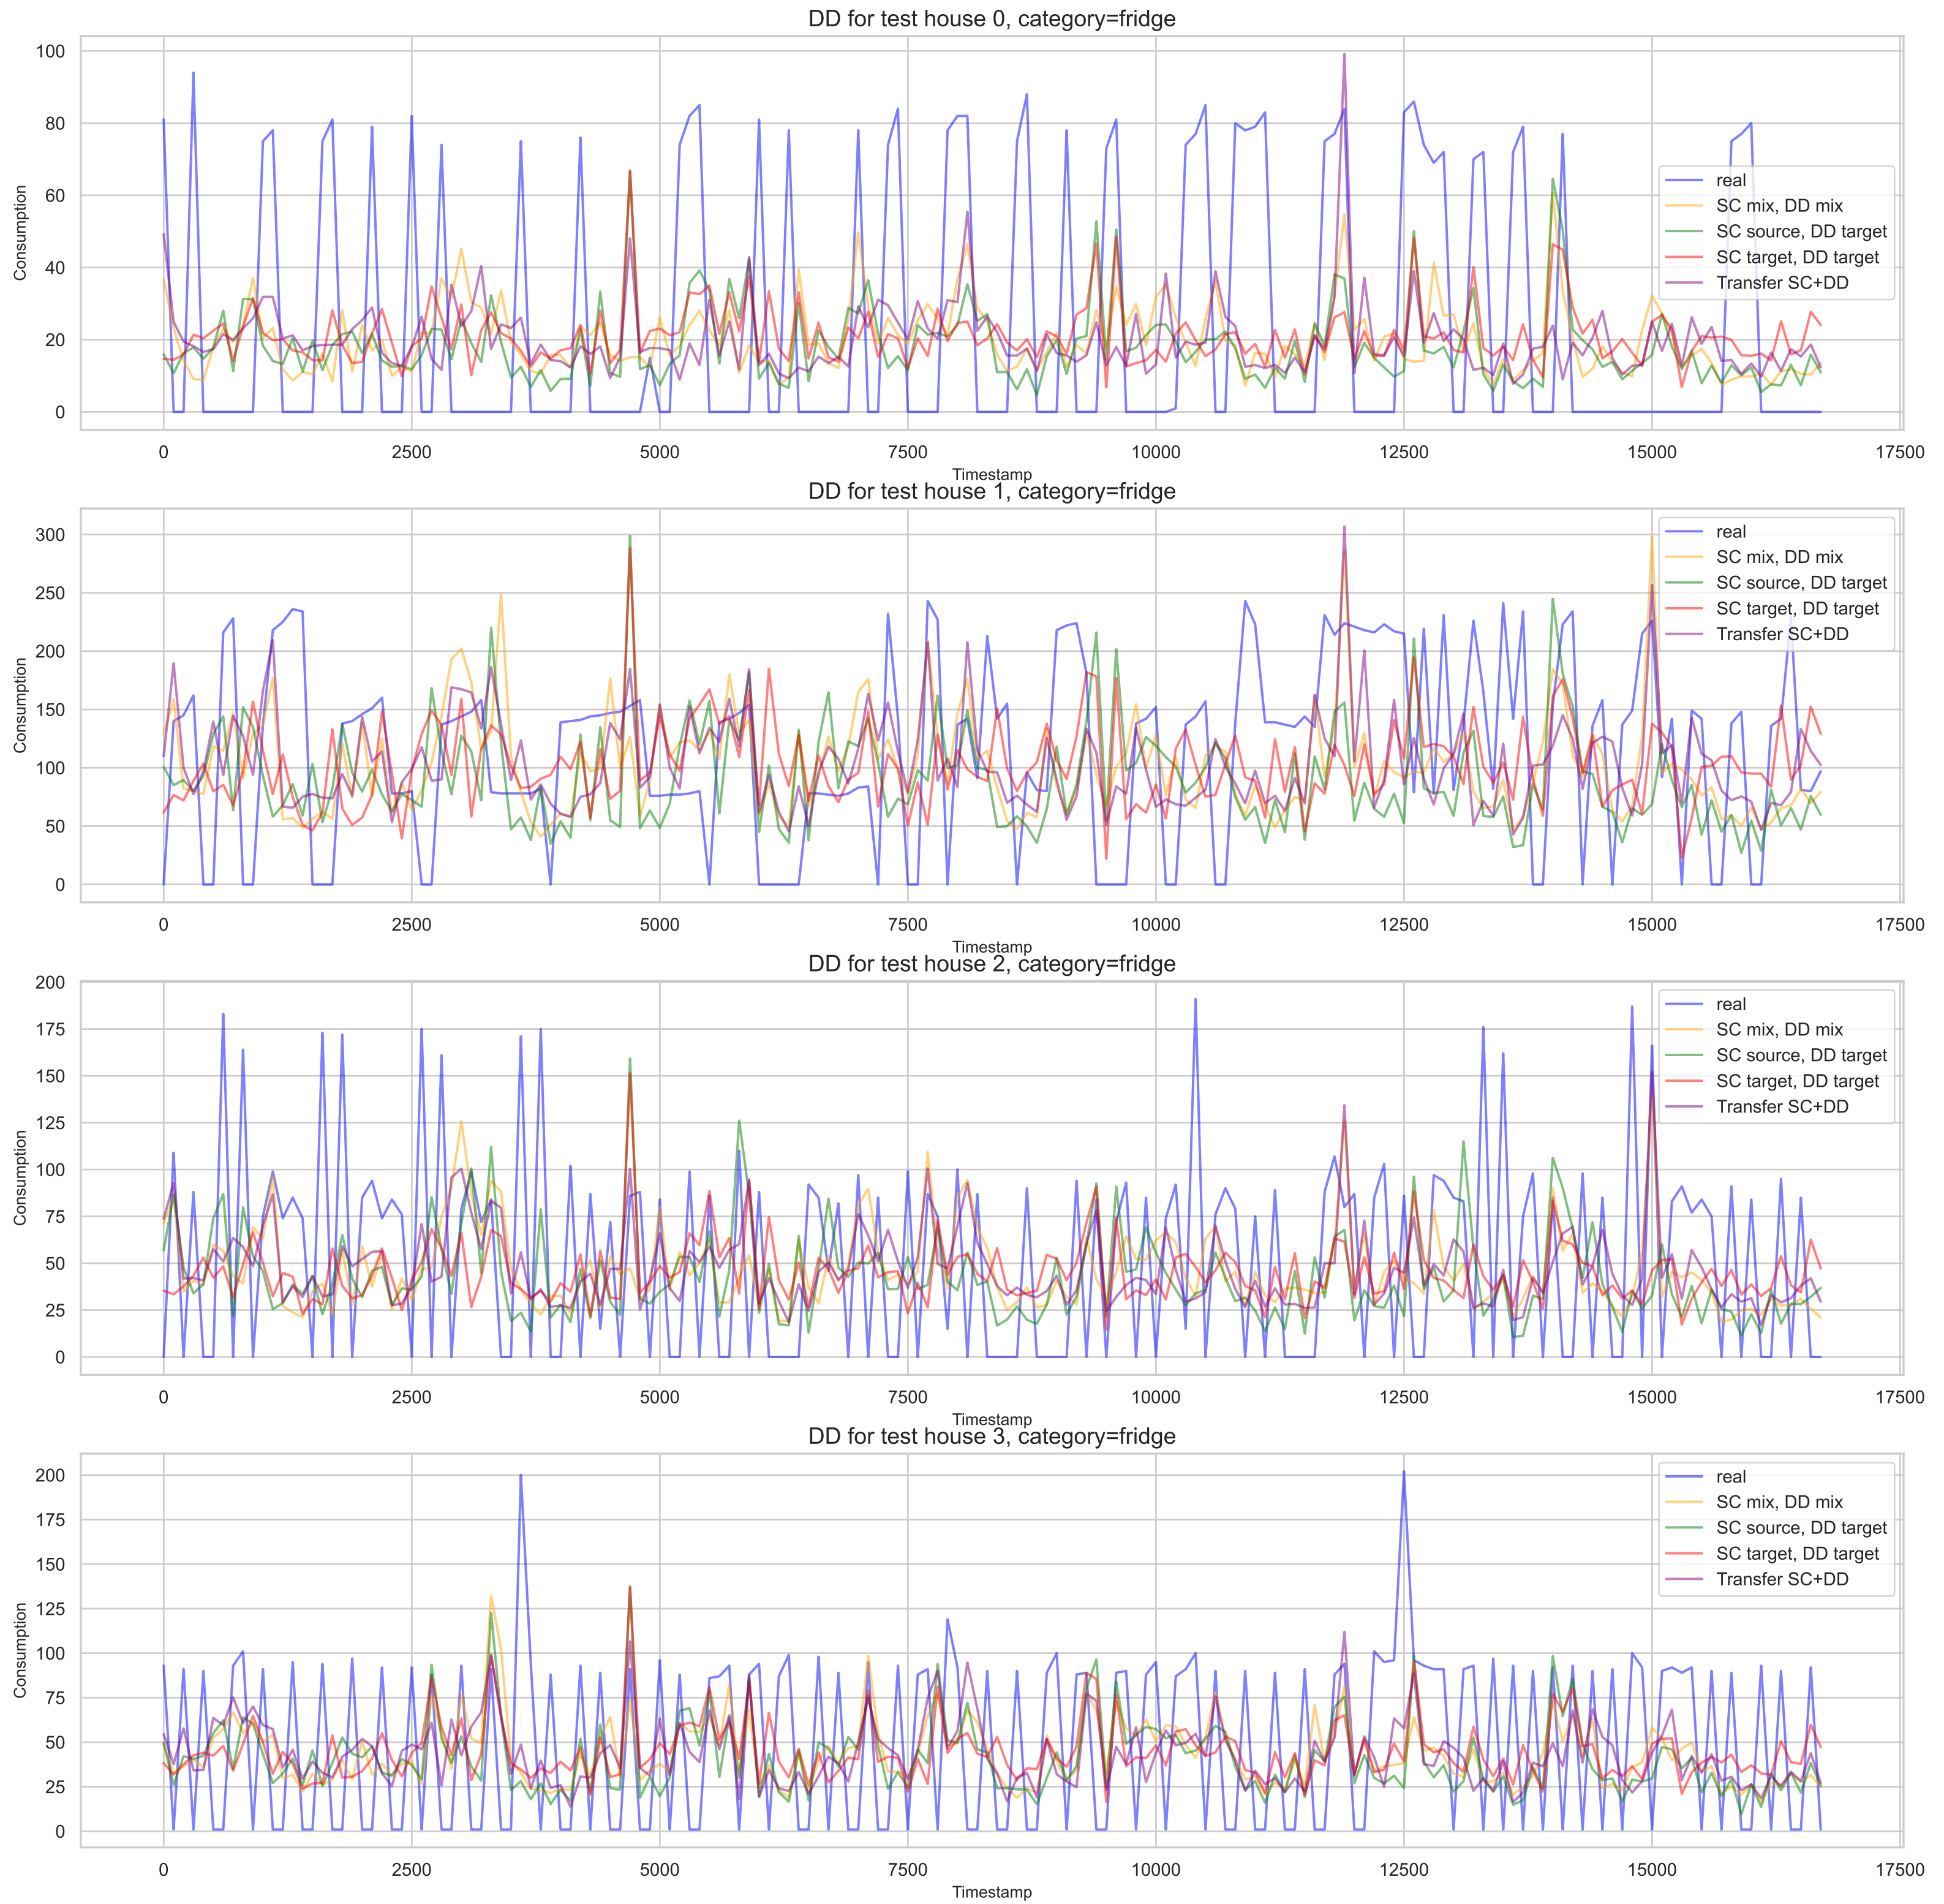 DD for test house 0, category=fridge
100
80
60
40
20
0
Consumption
real
SC mix, DD mix
SC source, DD target
SC target, DD target
Transfer SC+DD
0 2500 5000 7500 10000 12500 15000 17500
Timestamp
DD for test house 1, category=fridge
300
250
200
150
100
50
0
Consumption
real
SC mix, DD mix
SC source, DD target
SC target, DD target
Transfer SC+DD
0 2500 5000 7500 10000 12500 15000 17500
Timestamp
DD for test house 2, category=fridge
200
175
150
125
100
75
50
25
0
Consumption
real
SC mix, DD mix
SC source, DD target
SC target, DD target
Transfer SC+DD
0 2500 5000 7500 10000 12500 15000 17500
Timestamp
DD for test house 3, category=fridge
200
175
150
125
100
75
50
25
0
Consumption
real
SC mix, DD mix
SC source, DD target
SC target, DD target
Transfer SC+DD
0 2500 5000 7500 10000 12500 15000 17500
Timestamp